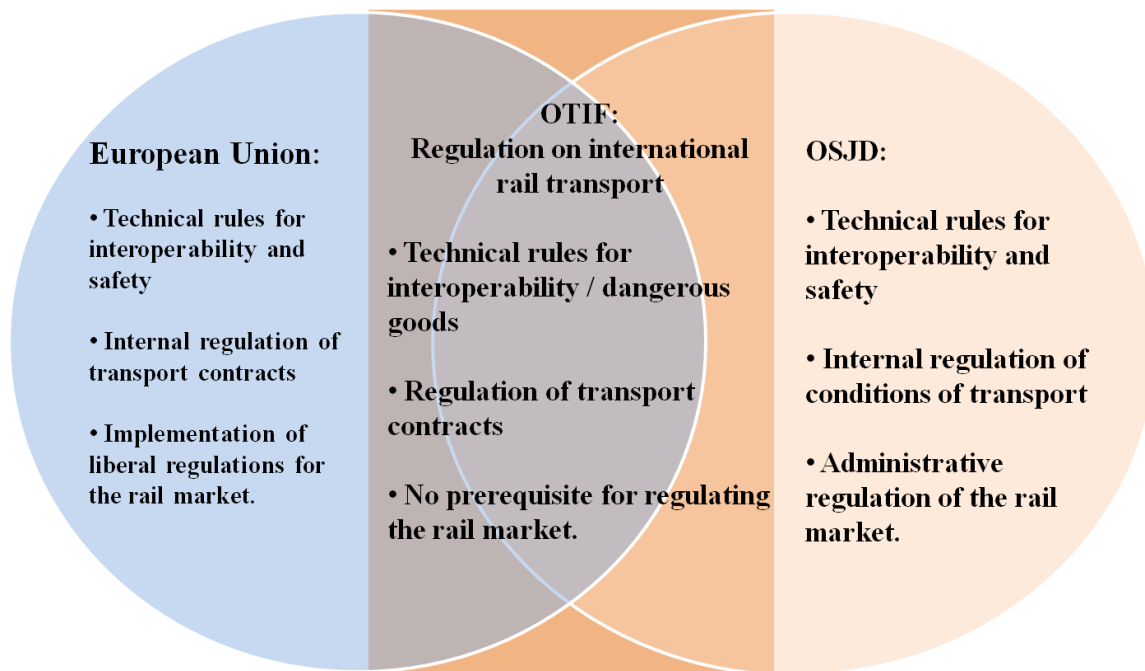 European Union:
• Technical rules for
interoperability and
safety
• Internal regulation of
transport contracts
• Implementation of
liberal regulations for
the rail market.
OTIF:
Regulation on international
rail transport
• Technical rules for
interoperability / dangerous
goods
• Regulation of transport
contracts
• No prerequisite for regulating
the rail market.
OSJD:
• Technical rules for
interoperability and
safety
• Internal regulation of
conditions of transport
• Administrative
regulation of the rail
market.